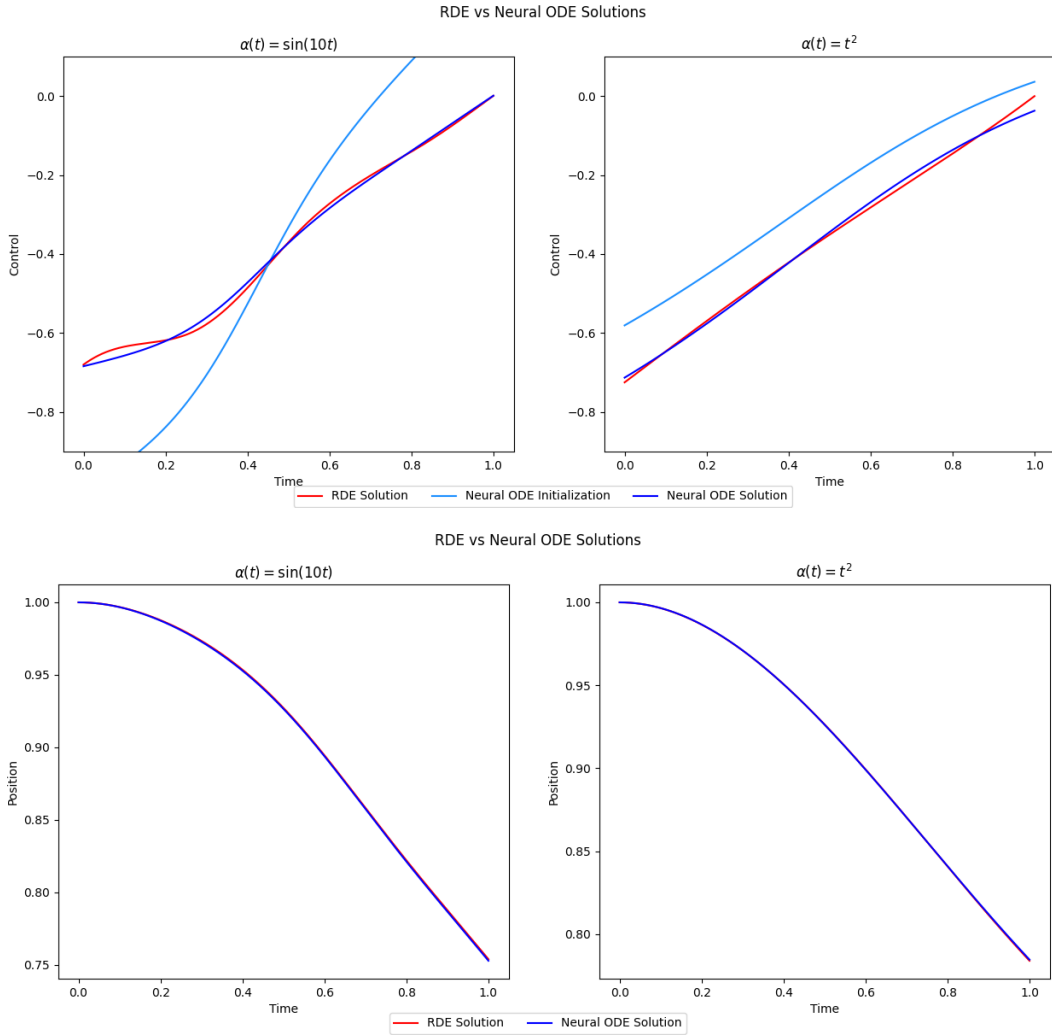 RDE vs Neural ODE Solutions
α(t) = sin(10t)
α(t) = t²
Control
0.0
−0.2
−0.4
−0.6
−0.8
0.0 0.2 0.4 0.6 0.8 1.0
Time
Control
0.0
−0.2
−0.4
−0.6
−0.8
0.0 0.2 0.4 0.6 0.8 1.0
Time
RDE Solution Neural ODE Initialization Neural ODE Solution
RDE vs Neural ODE Solutions
α(t) = sin(10t)
α(t) = t²
Position
1.00
0.95
0.90
0.85
0.80
0.75
0.0 0.2 0.4 0.6 0.8 1.0
Time
Position
1.00
0.95
0.90
0.85
0.80
0.0 0.2 0.4 0.6 0.8 1.0
Time
RDE Solution Neural ODE Solution